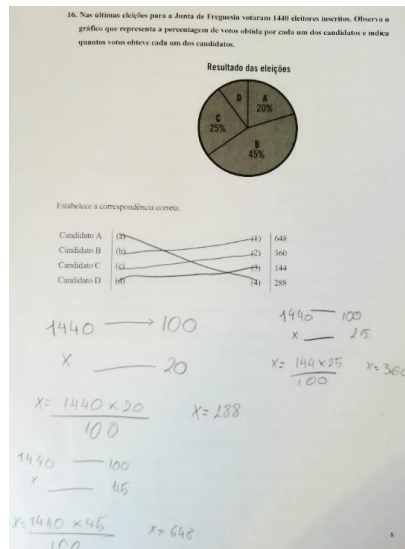 16. Nas últimas eleições para a Junta de Freguesia votaram 1440 eleitores inscritos. Observa o
gráfico que representa a percentagem de votos obtida por cada um dos candidatos e indica
quantos votos obteve cada um dos candidatos.
Resultado das eleições
D
A
20%
C
25%
B
45%
Estabelece a correspondência correta.
Candidato A (a) (1) 648
Candidato B (b) (2) 360
Candidato C (c) (3) 144
Candidato D (d) (4) 288
1440 → 100
x — 20
x = 1440 x 20
100
x = 288
1440 — 100
x — 25
x = 144 x 25
100
x = 360
1440 — 100
x — 45
x = 1440 x 45
100
x = 648
6